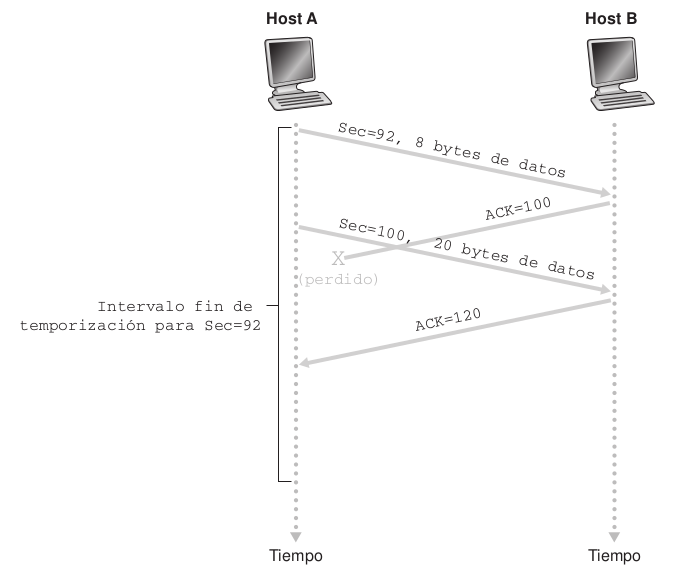 Host A
Host B
Sec=92, 8 bytes de datos
ACK=100
Sec=100, 20 bytes de datos
X
(perdido)
Intervalo fin de
temporización para Sec=92
ACK=120
Tiempo
Tiempo